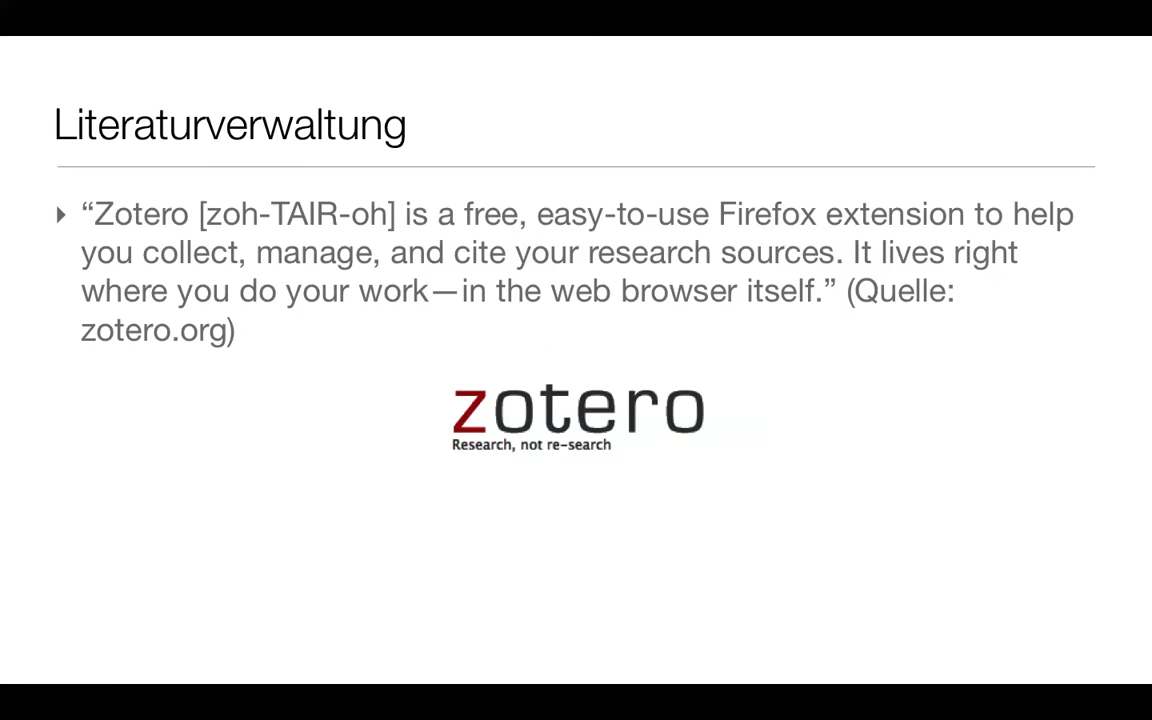 Literaturverwaltung
“Zotero [zoh-TAIR-oh] is a free, easy-to-use Firefox extension to help
you collect, manage, and cite your research sources. It lives right
where you do your work—in the web browser itself.” (Quelle:
zotero.org)
zotero
Research, not re-search